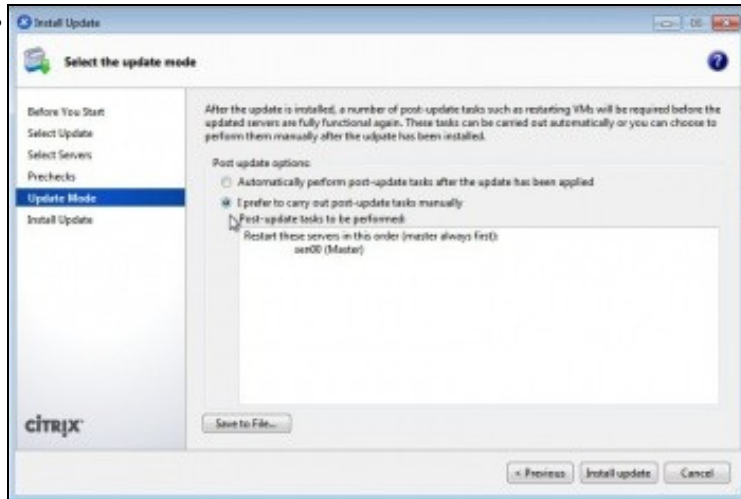 Install Update
Select the update mode
Before You Start
Select Update
Select Servers
Prechecks
Update Mode
Install Update
After the update is installed, a number of post-update tasks such as restarting VMs will be required before the
updated servers are fully functional again. These tasks can be carried out automatically or you can choose to
perform them manually after the udpate has been installed.
Post update options:
Automatically perform post-update tasks after the update has been applied
I prefer to carry out post-update tasks manually
Post-update tasks to be performed:
Restart these servers in this order (master always first):
(Master)
Save to File...
CİTRIX
< Previous
Install update
Cancel